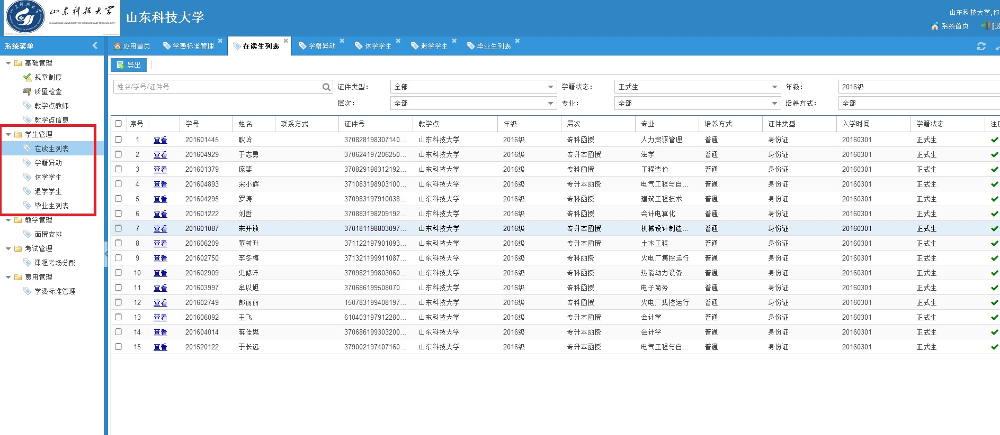 山东科技大学
SHANDONG UNIVERSITY OF SCIENCE AND TECHNOLOGY
山东科技大学
山东科技大学,你
系统首页 [退
系统菜单
应用首页 学费标准管理 在读生列表 学籍异动 休学学生 退学学生 毕业生列表
基础管理
规章制度
质量检查
教学点教师
教学点信息
学生管理
在读生列表
学籍异动
休学学生
退学学生
毕业生列表
教学管理
面授安排
考试管理
课程考场分配
费用管理
学费标准管理
导出
姓名/学号/证件号 证件类型: 全部 学籍状态: 正式生 年级: 2016级
层次: 全部 专业: 全部 培养方式: 全部
序号 学号 姓名 联系方式 证件号 教学点 年级 层次 专业 培养方式 证件类型 入学时间 学籍状态 注册
1 查看 201601445 耿岭 370828198307140... 山东科技大学 2016级 专科函授 人力资源管理 普通 身份证 20160301 正式生
2 查看 201604929 于志勇 370624197206250... 山东科技大学 2016级 专升本函授 法学 普通 身份证 20160301 正式生
3 查看 201601379 庞龚 370829198312192... 山东科技大学 2016级 专科函授 工程造价 普通 身份证 20160301 正式生
4 查看 201604893 宋小辉 371083198903100... 山东科技大学 2016级 专升本函授 电气工程与自... 普通 身份证 20160301 正式生
5 查看 201604295 罗涛 370983197910038... 山东科技大学 2016级 专科函授 建筑工程技术 普通 身份证 20160301 正式生
6 查看 201601222 刘哲 370883198209192... 山东科技大学 2016级 专科函授 会计电算化 普通 身份证 20160301 正式生
7 查看 201601087 宋开放 370181198803097... 山东科技大学 2016级 专升本函授 机械设计制造... 普通 身份证 20160301 正式生
8 查看 201606209 董树升 371122197901093... 山东科技大学 2016级 专升本函授 土木工程 普通 身份证 20160301 正式生
9 查看 201602750 李冬梅 371321199911087... 山东科技大学 2016级 专科函授 火电厂集控运行 普通 身份证 20160301 正式生
10 查看 201602909 史修洋 370982199803060... 山东科技大学 2016级 专科函授 热能动力设备... 普通 身份证 20160301 正式生
11 查看 201603997 牟以旭 370686199508070... 山东科技大学 2016级 专科函授 电子商务 普通 身份证 20160301 正式生
12 查看 201602749 郎丽丽 150783199408197... 山东科技大学 2016级 专科函授 火电厂集控运行 普通 身份证 20160301 正式生
13 查看 201606092 王飞 610403197912280... 山东科技大学 2016级 专升本函授 会计学 普通 身份证 20160301 正式生
14 查看 201604014 蒋佳男 370686199303200... 山东科技大学 2016级 专升本函授 会计学 普通 身份证 20160301 正式生
15 查看 201520122 于长远 379002197407160... 山东科技大学 2016级 专升本函授 电气工程与自... 普通 身份证 20160301 正式生